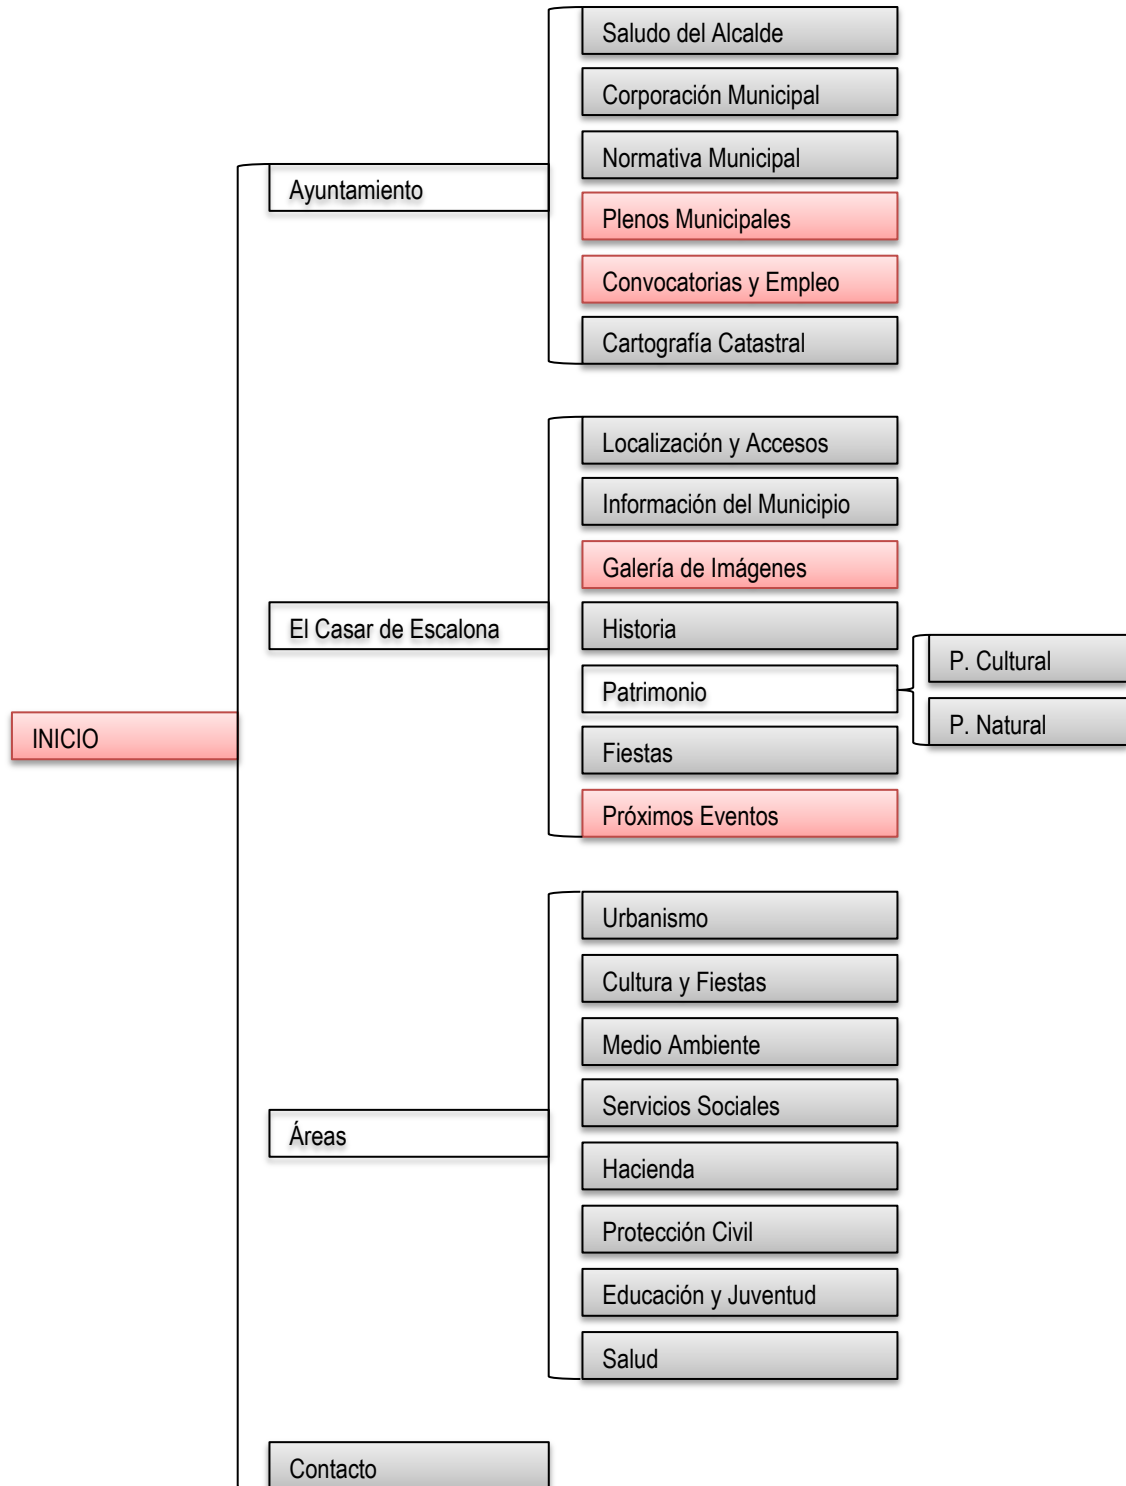 Saludo del Alcalde
Corporación Municipal
Normativa Municipal
Ayuntamiento
Plenos Municipales
Convocatorias y Empleo
Cartografía Catastral
Localización y Accesos
Información del Municipio
Galería de Imágenes
El Casar de Escalona
Historia
P. Cultural
Patrimonio
P. Natural
INICIO
Fiestas
Próximos Eventos
Urbanismo
Cultura y Fiestas
Medio Ambiente
Servicios Sociales
Áreas
Hacienda
Protección Civil
Educación y Juventud
Salud
Contacto